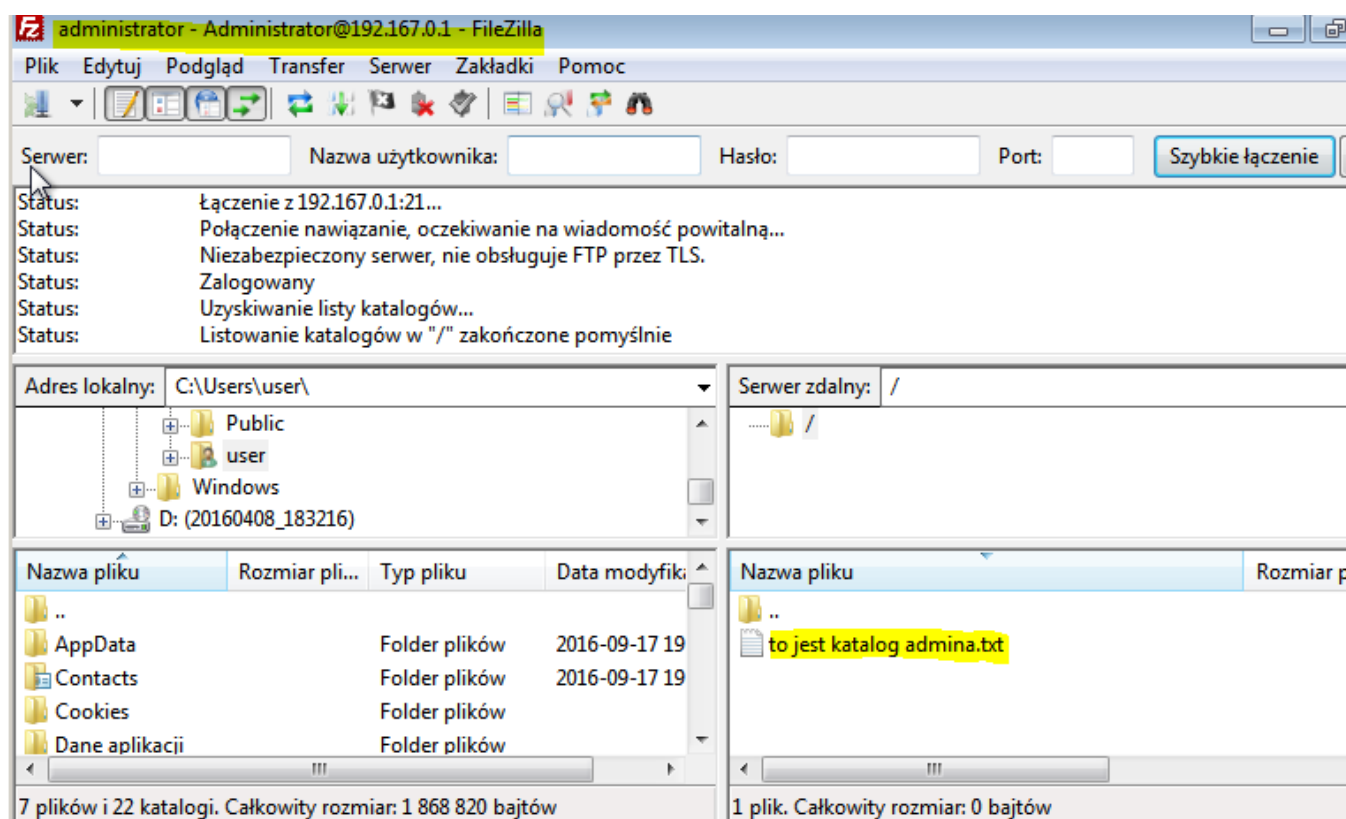 administrator - Administrator@192.167.0.1 - FileZilla
Plik Edytuj Podgląd Transfer Serwer Zakładki Pomoc
Serwer: Nazwa użytkownika: Hasło: Port: Szybkie łączenie
Status: Łączenie z 192.167.0.1:21...
Status: Połączenie nawiązanie, oczekiwanie na wiadomość powitalną...
Status: Niezabezpieczony serwer, nie obsługuje FTP przez TLS.
Status: Zalogowany
Status: Uzyskiwanie listy katalogów...
Status: Listowanie katalogów w "/" zakończone pomyślnie
Adres lokalny: C:\Users\user\
Public
user
Windows
D: (20160408_183216)
Serwer zdalny: /
/
Nazwa pliku Rozmiar pli... Typ pliku Data modyfik
..
AppData Folder plików 2016-09-17 19
Contacts Folder plików 2016-09-17 19
Cookies Folder plików
Dane aplikacji Folder plików
7 plików i 22 katalogi. Całkowity rozmiar: 1 868 820 bajtów
Nazwa pliku Rozmiar p
..
to jest katalog admina.txt
1 plik. Całkowity rozmiar: 0 bajtów